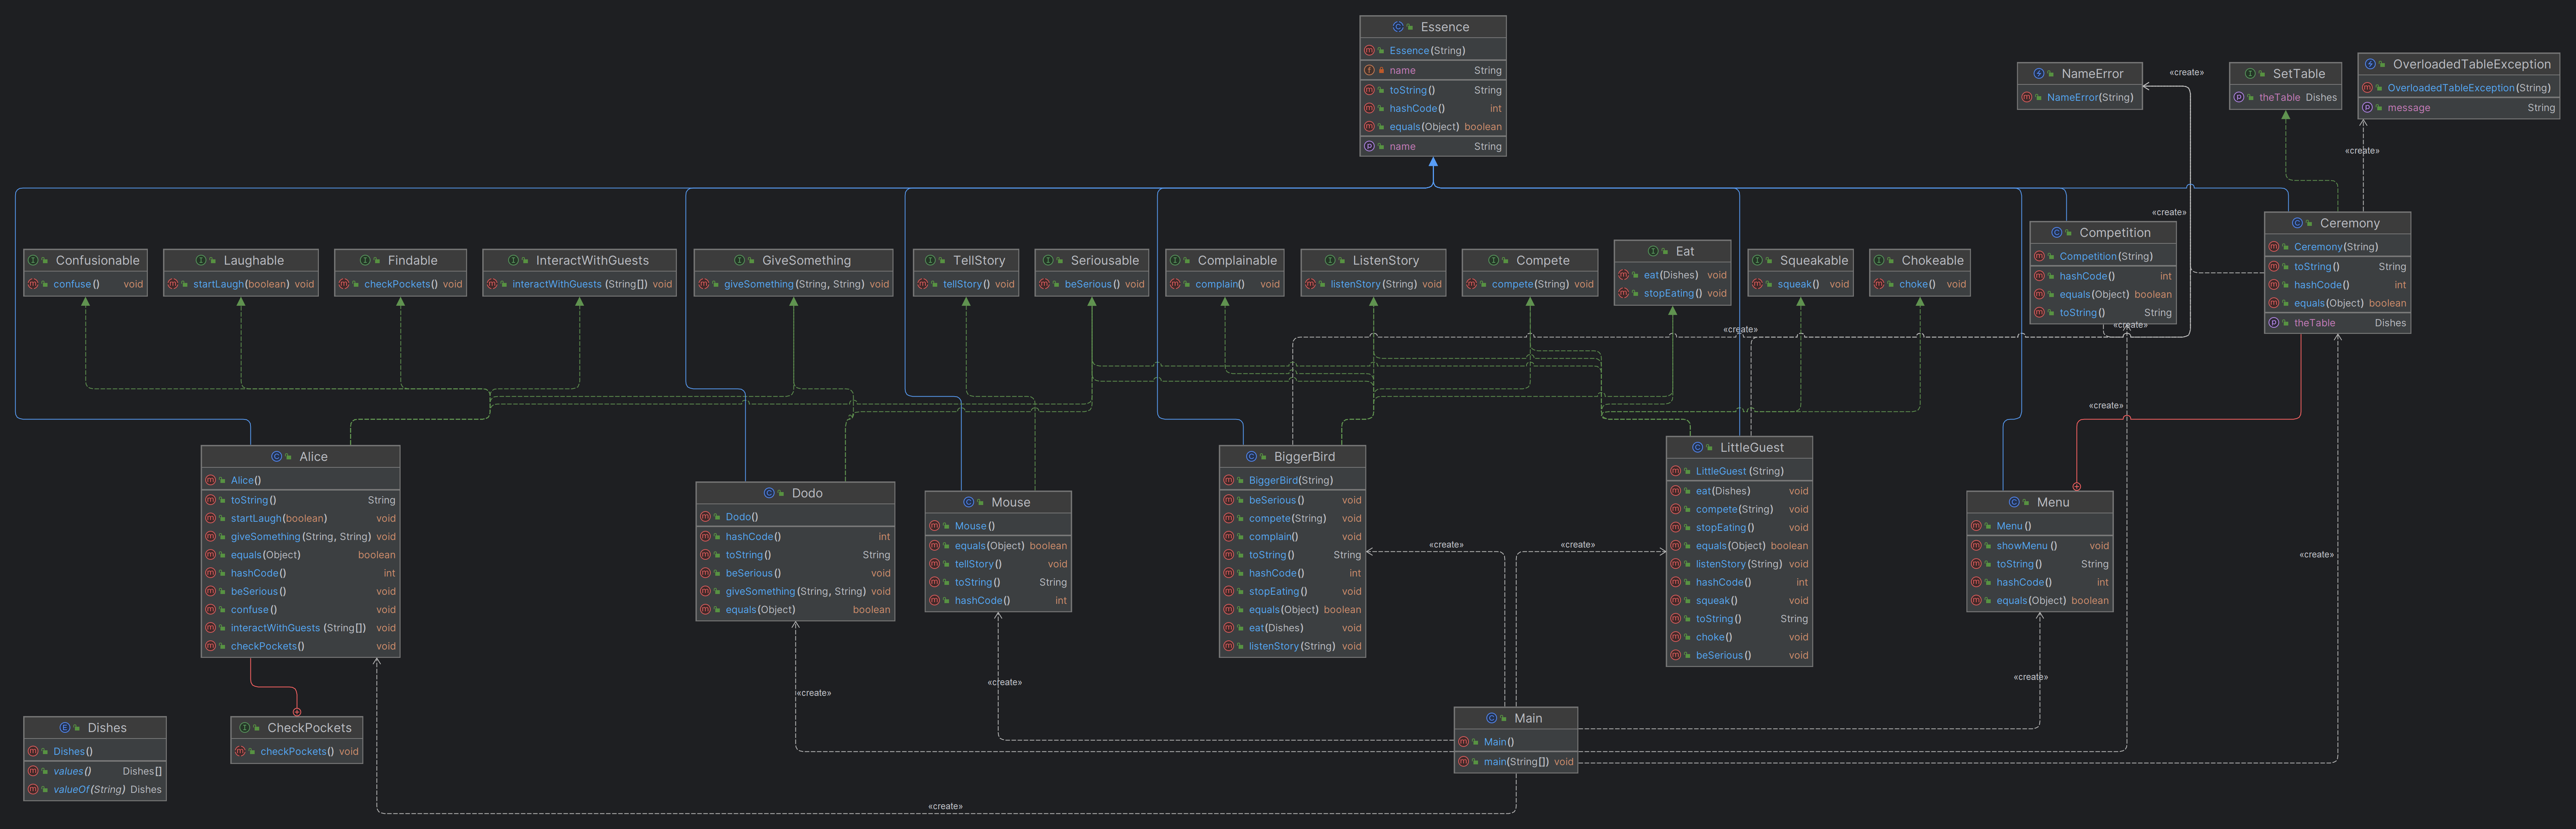 Essence
Essence(String)
name String
toString() String
hashCode() int
equals(Object) boolean
name String
NameError
NameError(String)
«create»
SetTable
theTable Dishes
OverloadedTableException
OverloadedTableException(String)
message String
«create»
«create»
Confusionable
confuse() void
Laughable
startLaugh(boolean) void
Findable
checkPockets() void
InteractWithGuests
interactWithGuests (String[]) void
GiveSomething
giveSomething(String, String) void
TellStory
tellStory() void
Seriousable
beSerious() void
Complainable
complain() void
ListenStory
listenStory(String) void
Compete
compete(String) void
Eat
eat(Dishes) void
stopEating() void
Squeakable
squeak() void
Chokeable
choke() void
Competition
Competition(String)
hashCode() int
equals(Object) boolean
toString() String
«create»
Ceremony
Ceremony(String)
toString() String
hashCode() int
equals(Object) boolean
theTable Dishes
«create»
«create»
Alice
Alice()
toString() String
startLaugh(boolean) void
giveSomething(String, String) void
equals(Object) boolean
hashCode() int
beSerious() void
confuse() void
interactWithGuests (String[]) void
checkPockets() void
Dodo
Dodo()
hashCode() int
toString() String
beSerious() void
giveSomething(String, String) void
equals(Object) boolean
Mouse
Mouse()
equals(Object) boolean
tellStory() void
toString() String
hashCode() int
BiggerBird
BiggerBird(String)
beSerious() void
compete(String) void
complain() void
toString() String
hashCode() int
stopEating() void
equals(Object) boolean
eat(Dishes) void
listenStory(String) void
«create»
«create»
LittleGuest
LittleGuest (String)
eat(Dishes) void
compete(String) void
stopEating() void
equals(Object) boolean
listenStory(String) void
hashCode() int
squeak() void
toString() String
choke() void
beSerious() void
Menu
Menu ()
showMenu () void
toString() String
hashCode() int
equals(Object) boolean
«create»
«create»
«create»
«create»
Dishes
Dishes()
values() Dishes[]
valueOf(String) Dishes
CheckPockets
checkPockets() void
Main
Main()
main(String[]) void
«create»